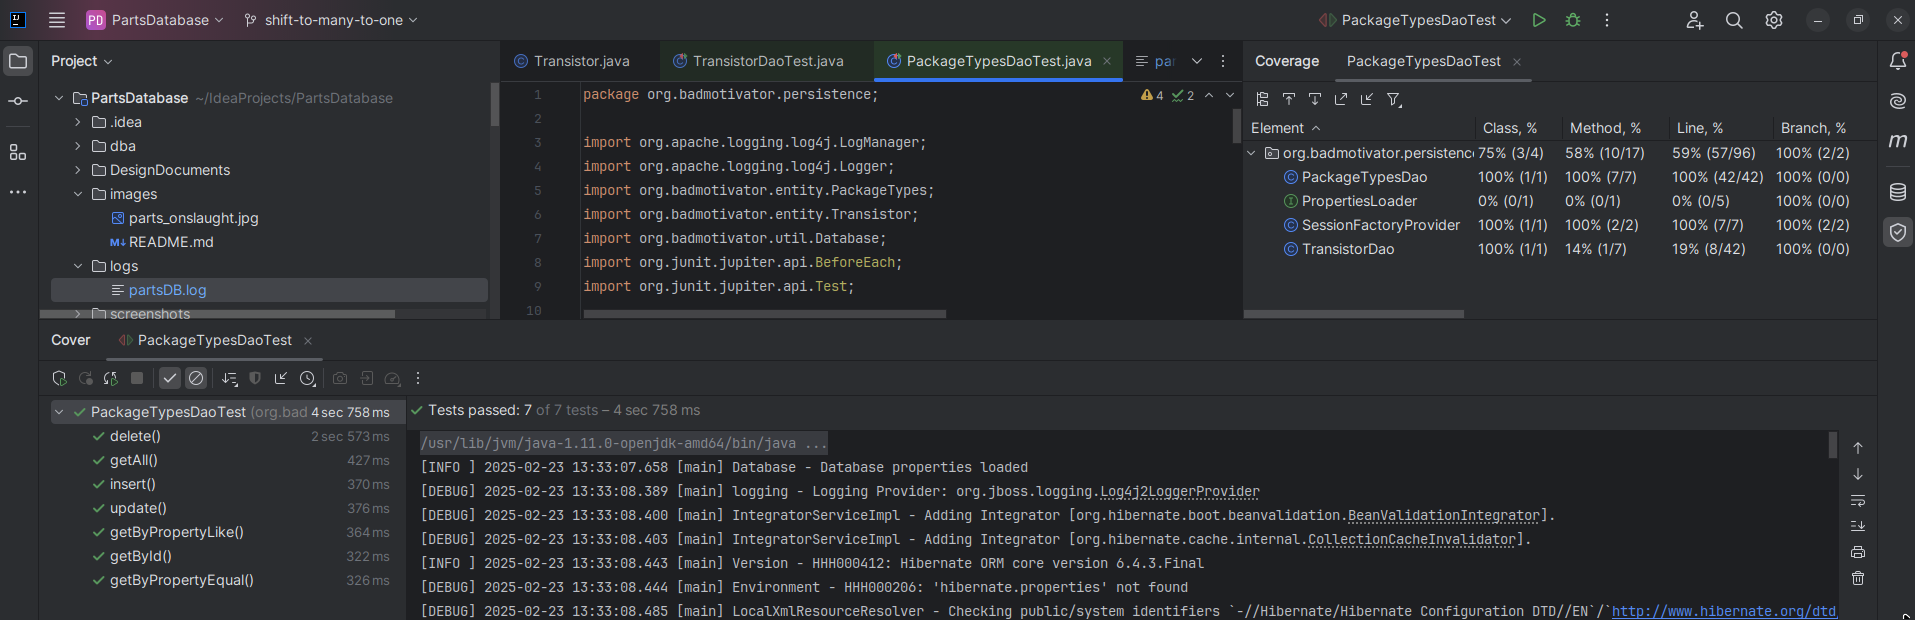 PD PartsDatabase shift-to-many-to-one PackageTypesDaoTest
Project
PartsDatabase ~/IdeaProjects/PartsDatabase
.idea
dba
DesignDocuments
images
parts_onslaught.jpg
M↓ README.md
logs
partsDB.log
screenshots
Transistor.java TransistorDaoTest.java PackageTypesDaoTest.java
4 2
1 package org.badmotivator.persistence;
2
3 import org.apache.logging.log4j.LogManager;
4 import org.apache.logging.log4j.Logger;
5 import org.badmotivator.entity.PackageTypes;
6 import org.badmotivator.entity.Transistor;
7 import org.badmotivator.util.Database;
8 import org.junit.jupiter.api.BeforeEach;
9 import org.junit.jupiter.api.Test;
10
Coverage PackageTypesDaoTest
Element Class, % Method, % Line, % Branch, %
org.badmotivator.persistence 75% (3/4) 58% (10/17) 59% (57/96) 100% (2/2)
PackageTypesDao 100% (1/1) 100% (7/7) 100% (42/42) 100% (0/0)
PropertiesLoader 0% (0/1) 0% (0/1) 0% (0/5) 100% (0/0)
SessionFactoryProvider 100% (1/1) 100% (2/2) 100% (7/7) 100% (2/2)
TransistorDao 100% (1/1) 14% (1/7) 19% (8/42) 100% (0/0)
m
Cover PackageTypesDaoTest
PackageTypesDaoTest (org.bad 4 sec 758 ms
delete() 2 sec 573 ms
getAll() 427 ms
insert() 370 ms
update() 376 ms
getByPropertyLike() 364 ms
getById() 322 ms
getByPropertyEqual() 326 ms
Tests passed: 7 of 7 tests – 4 sec 758 ms
/usr/lib/jvm/java-1.11.0-openjdk-amd64/bin/java ...
[INFO ] 2025-02-23 13:33:07.658 [main] Database - Database properties loaded
[DEBUG] 2025-02-23 13:33:08.389 [main] logging - Logging Provider: org.jboss.logging.Log4j2LoggerProvider
[DEBUG] 2025-02-23 13:33:08.400 [main] IntegratorServiceImpl - Adding Integrator [org.hibernate.boot.beanvalidation.BeanValidationIntegrator].
[DEBUG] 2025-02-23 13:33:08.403 [main] IntegratorServiceImpl - Adding Integrator [org.hibernate.cache.internal.CollectionCacheInvalidator].
[INFO ] 2025-02-23 13:33:08.443 [main] Version - HHH000412: Hibernate ORM core version 6.4.3.Final
[DEBUG] 2025-02-23 13:33:08.444 [main] Environment - HHH000206: 'hibernate.properties' not found
[DEBUG] 2025-02-23 13:33:08.485 [main] LocalXmlResourceResolver - Checking public/system identifiers `-//Hibernate/Hibernate Configuration DTD//EN`/`http://www.hibernate.org/dtd